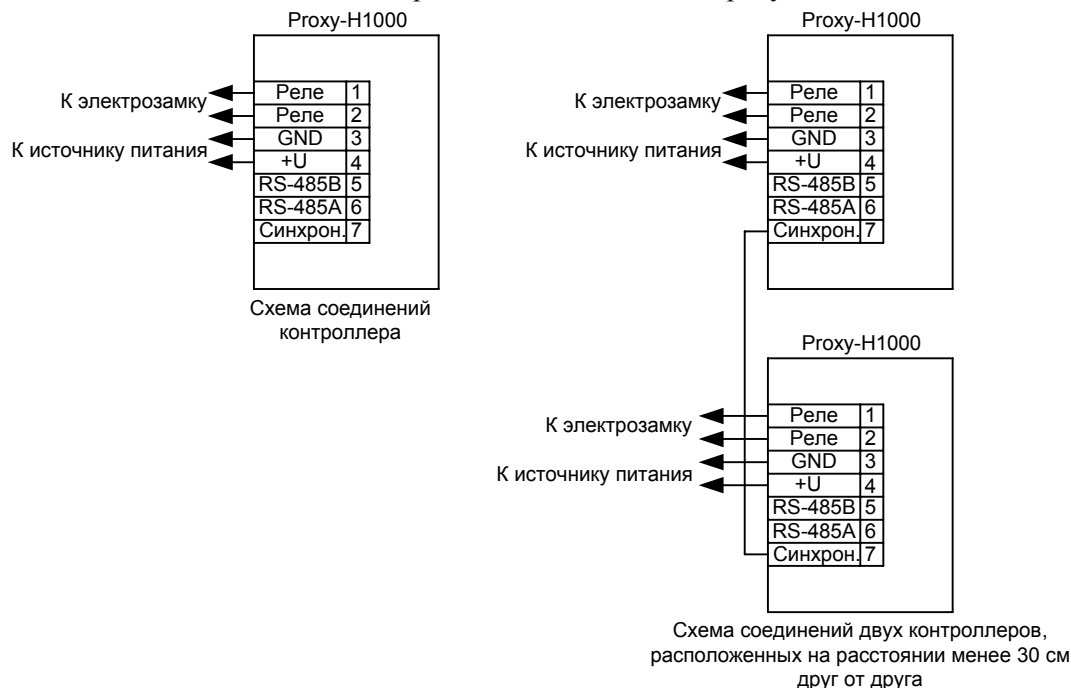 Proxy-H1000
К электрозамку
К источнику питания
Реле 1
Реле 2
GND 3
+U 4
RS-485B 5
RS-485A 6
Синхрон. 7
Схема соединений
контроллера
Proxy-H1000
К электрозамку
К источнику питания
Реле 1
Реле 2
GND 3
+U 4
RS-485B 5
RS-485A 6
Синхрон. 7
Proxy-H1000
К электрозамку
К источнику питания
Реле 1
Реле 2
GND 3
+U 4
RS-485B 5
RS-485A 6
Синхрон. 7
Схема соединений двух контроллеров,
расположенных на расстоянии менее 30 см
друг от друга